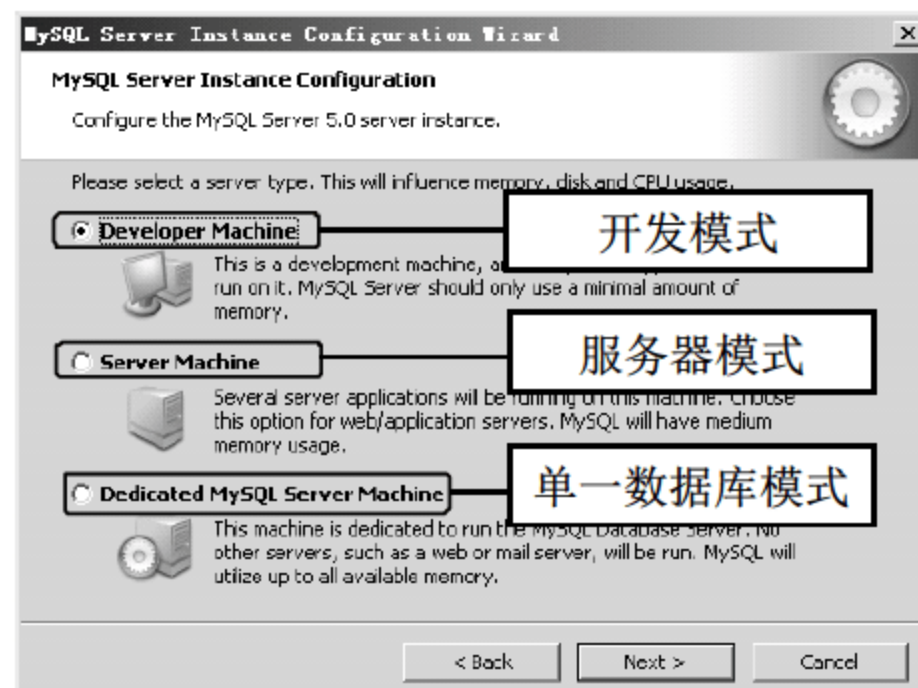 MySQL Server Instance Configuration Wizard
MySQL Server Instance Configuration
Configure the MySQL Server 5.0 server instance.
Please select a server type. This will influence memory, disk and CPU usage.
Developer Machine
开发模式
This is a development machine, a
run on it. MySQL Server should only use a minimal amount of
memory.
Server Machine
服务器模式
Several server applications will be running on this machine. Choose
this option for web/application servers. MySQL will have medium
memory usage.
Dedicated MySQL Server Machine
单一数据库模式
This machine is dedicated to run the MySQL Database Server. No
other servers, such as a web or mail server, will be run. MySQL will
utilize up to all available memory.
< Back
Next >
Cancel